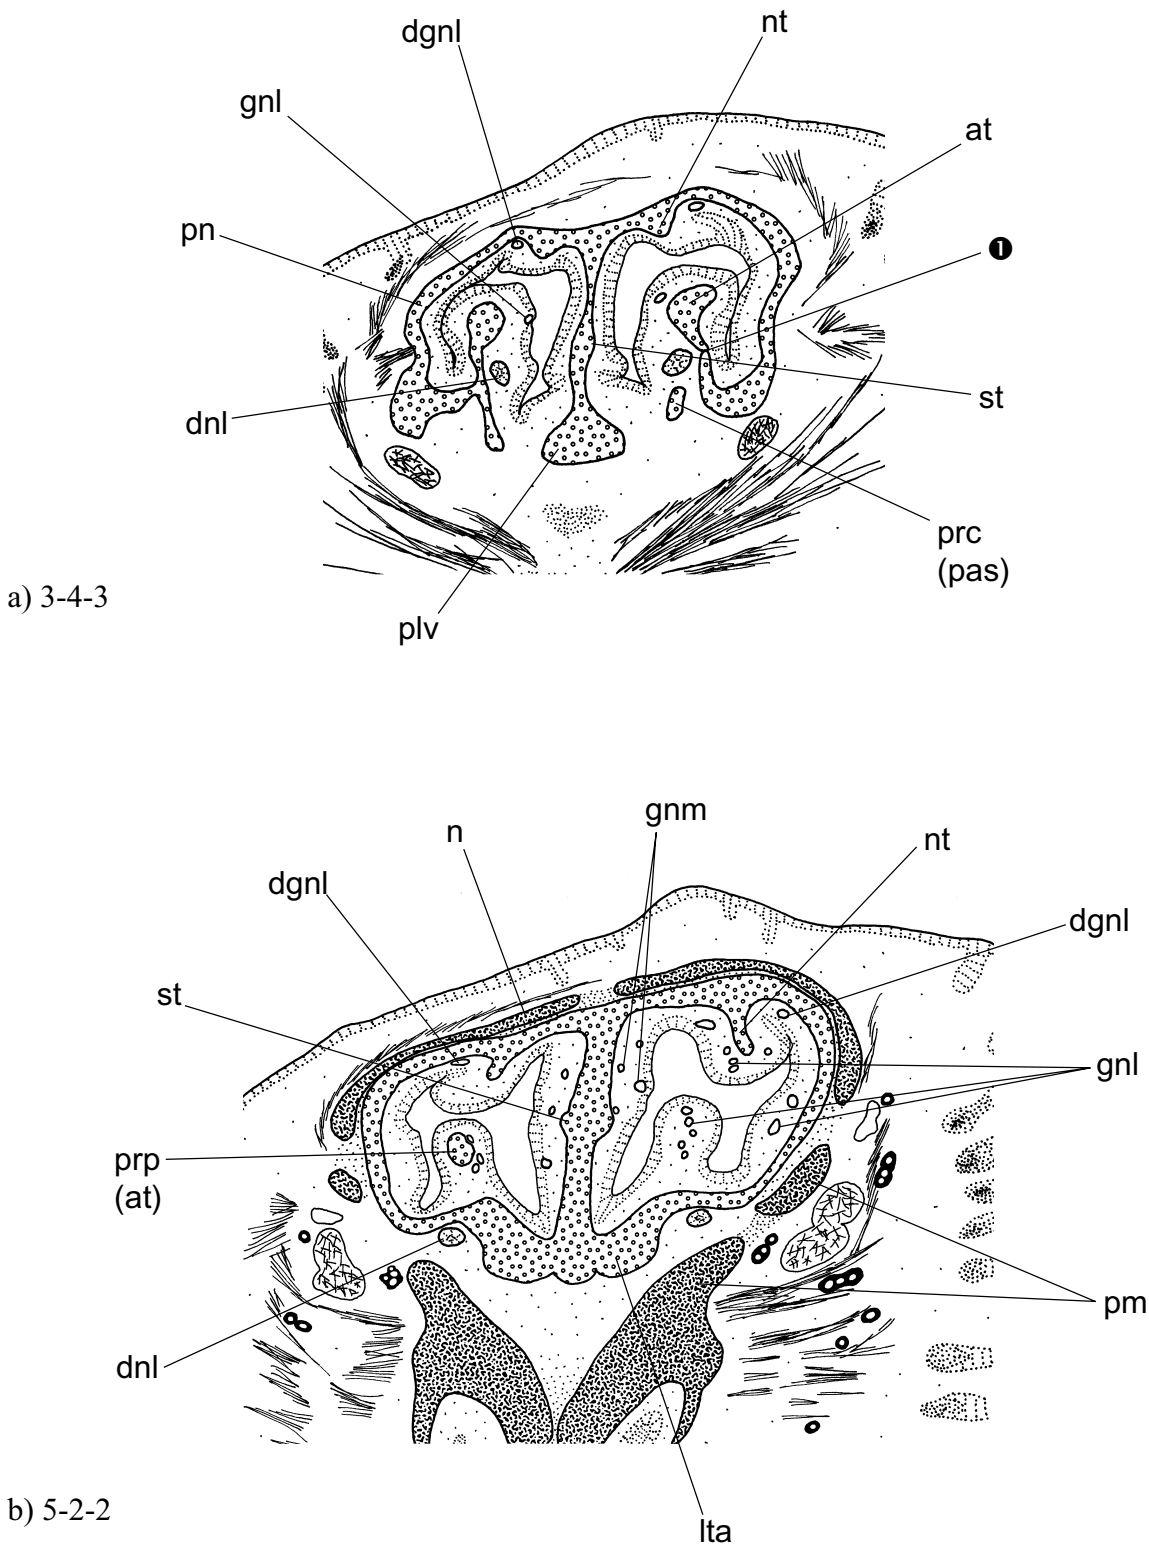 dgnl
nt
gnl
at
pn
❶
dnl
st
prc
(pas)
plv
a) 3-4-3
gnm
n
nt
dgnl
dgnl
st
gnl
prp
(at)
pm
dnl
lta
b) 5-2-2